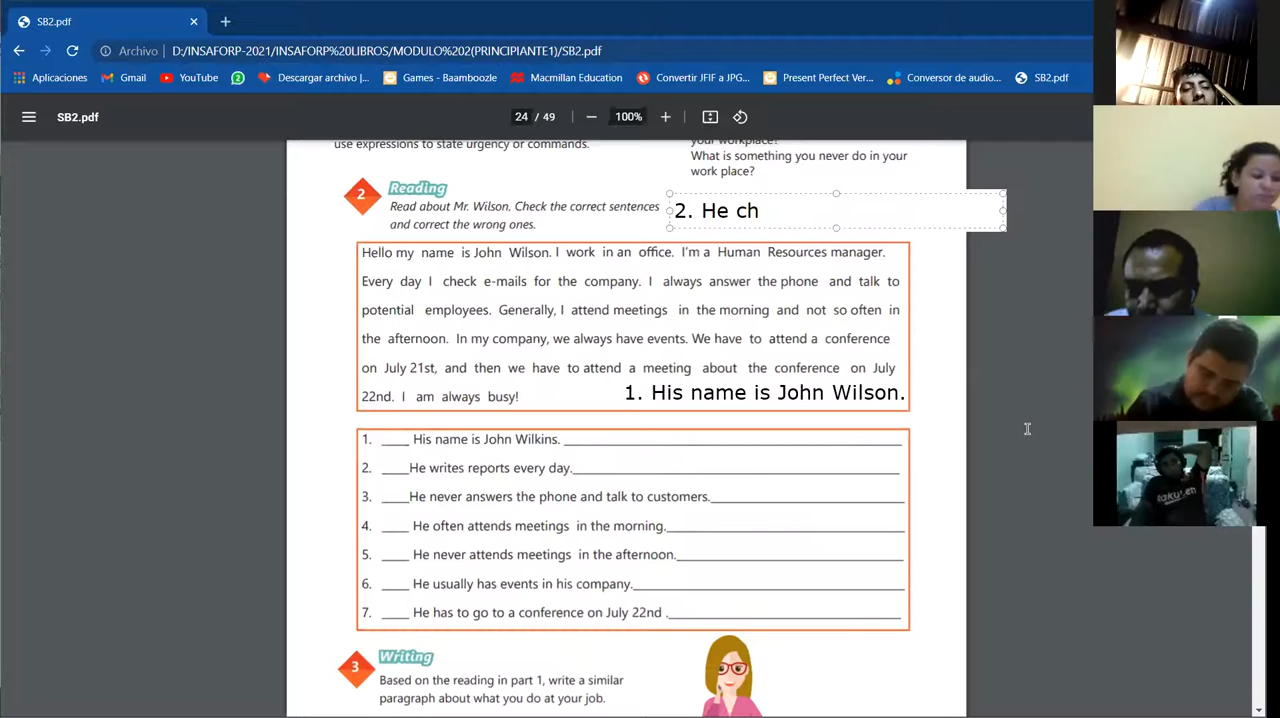 SB2.pdf
Archivo D:/INSAFORP-2021/INSAFORP%20LIBROS/MODULO%202(PRINCIPIANTE1)/SB2.pdf
Aplicaciones Gmail YouTube Descargar archivo |... Games - Baamboozle Macmillan Education Convertir JFIF a JPG... Present Perfect Ver... Conversor de audio... SB2.pdf
SB2.pdf 24 / 49 100%
use expressions to state urgency or commands.
your workplace?
What is something you never do in your
work place?
2 Reading
Read about Mr. Wilson. Check the correct sentences
and correct the wrong ones.
2. He ch
Hello my name is John Wilson. I work in an office. I'm a Human Resources manager.
Every day I check e-mails for the company. I always answer the phone and talk to
potential employees. Generally, I attend meetings in the morning and not so often in
the afternoon. In my company, we always have events. We have to attend a conference
on July 21st, and then we have to attend a meeting about the conference on July
22nd. I am always busy!
1. His name is John Wilson.
1. ____ His name is John Wilkins. ____
2. ____He writes reports every day.____
3. ____He never answers the phone and talk to customers.____
4. ____ He often attends meetings in the morning.____
5. ____ He never attends meetings in the afternoon.____
6. ____ He usually has events in his company.____
7. ____ He has to go to a conference on July 22nd .____
3 Writing
Based on the reading in part 1, write a similar
paragraph about what you do at your job.